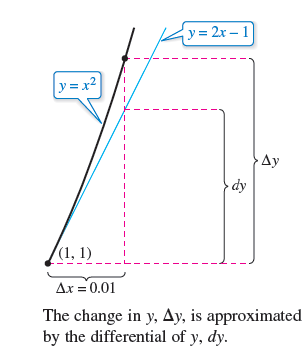 y = 2x – 1
y = x²
Δy
dy
(1, 1)
Δx = 0.01
The change in y, Δy, is approximated
by the differential of y, dy.